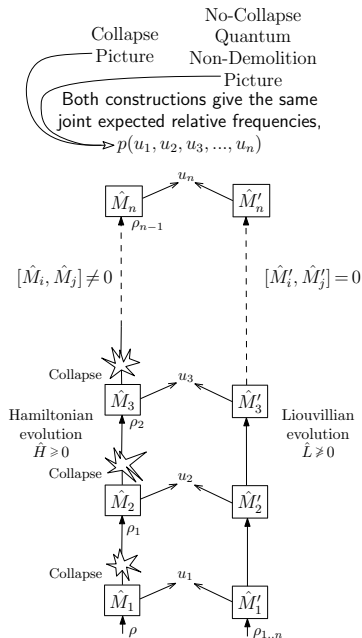 Collapse
Picture
No-Collapse
Quantum
Non-Demolition
Picture
Both constructions give the same
joint expected relative frequencies,
p(u₁, u₂, u₃, ..., uₙ)
M̂ₙ
uₙ
M̂′ₙ
ρₙ₋₁
[M̂ᵢ, M̂ⱼ] ≠ 0
[M̂′ᵢ, M̂′ⱼ] = 0
Collapse
M̂₃
u₃
M̂′₃
ρ₂
Hamiltonian
evolution
Ĥ ⩾ 0
Liouvillian
evolution
L̂ ⋡ 0
Collapse
M̂₂
u₂
M̂′₂
ρ₁
Collapse
M̂₁
u₁
M̂′₁
ρ
ρ₁..ₙ